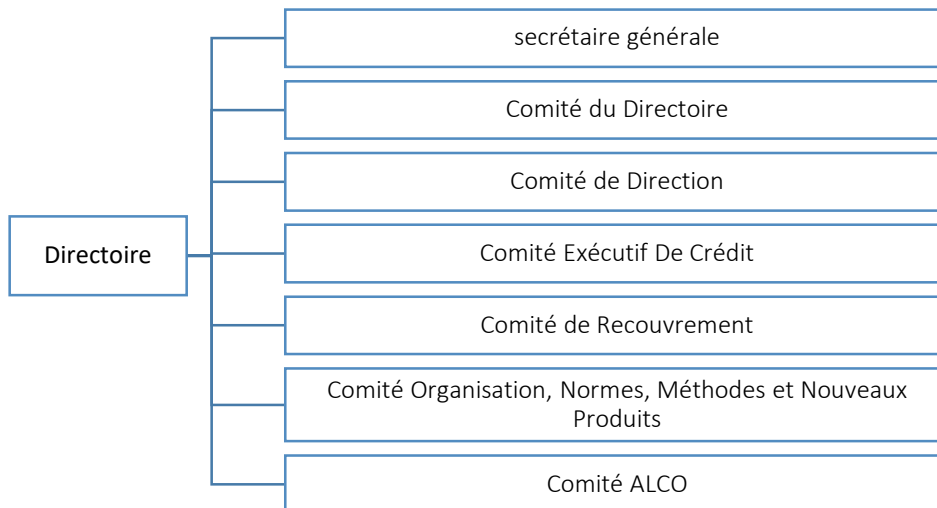 secrétaire générale
Comité du Directoire
Comité de Direction
Directoire
Comité Exécutif De Crédit
Comité de Recouvrement
Comité Organisation, Normes, Méthodes et Nouveaux
Produits
Comité ALCO